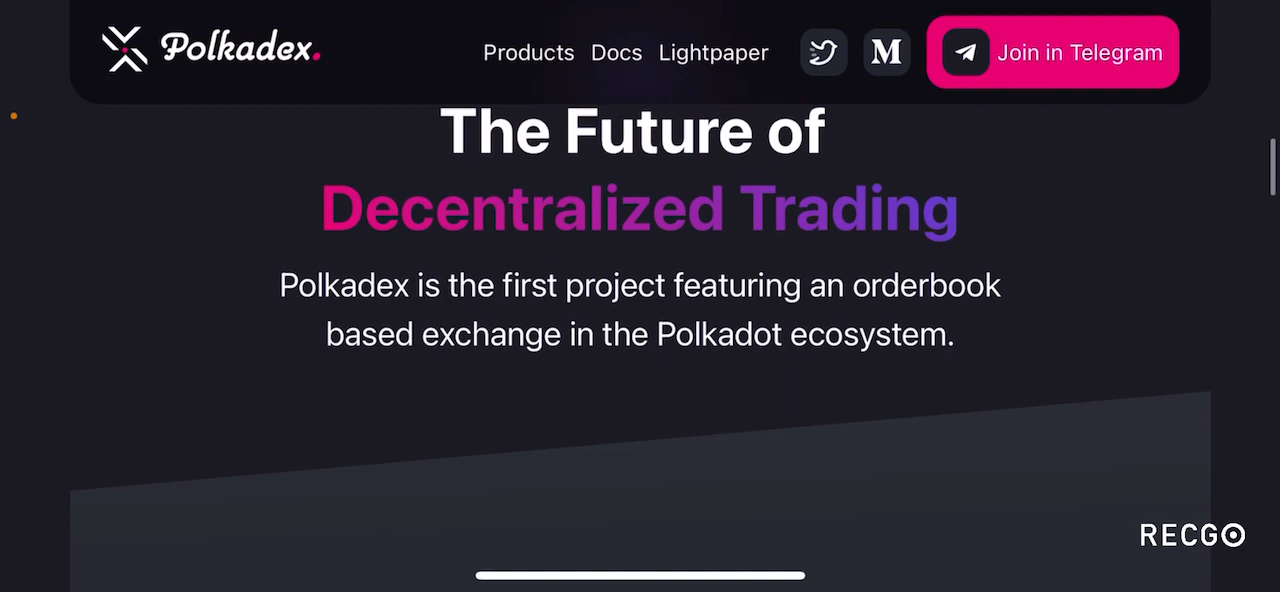 Polkadex.
Products Docs Lightpaper
M
Join in Telegram
The Future of
Decentralized Trading
Polkadex is the first project featuring an orderbook
based exchange in the Polkadot ecosystem.
RECGO